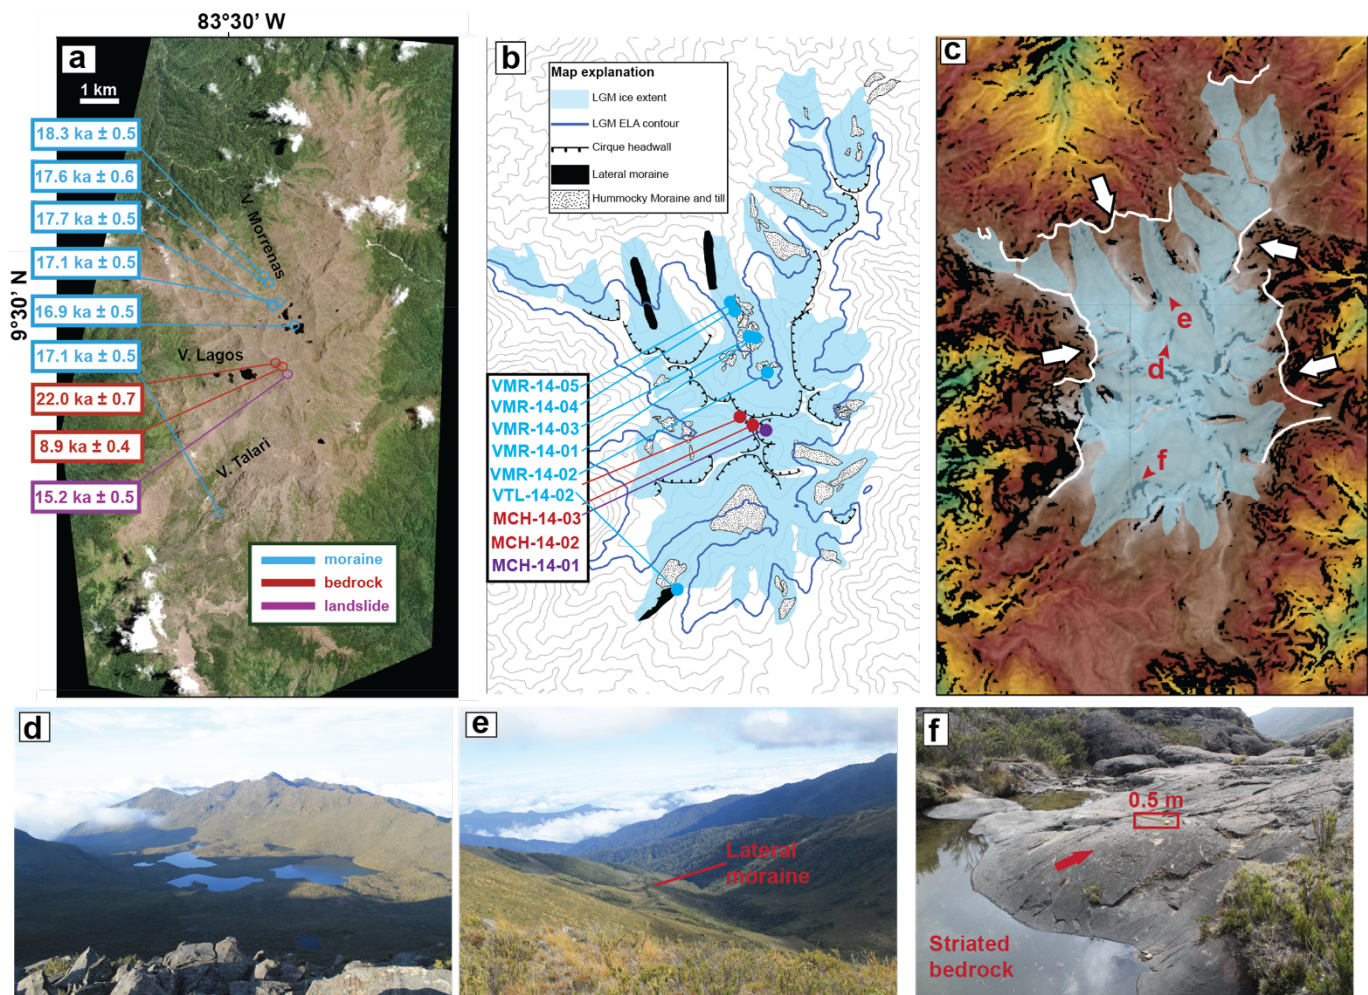 83°30' W
9°30' N
a
1 km
18.3 ka ± 0.5
17.6 ka ± 0.6
17.7 ka ± 0.5
17.1 ka ± 0.5
16.9 ka ± 0.5
17.1 ka ± 0.5
22.0 ka ± 0.7
8.9 ka ± 0.4
15.2 ka ± 0.5
V. Morrenas
V. Lagos
V. Talari
moraine
bedrock
landslide
b
Map explanation
LGM ice extent
LGM ELA contour
Cirque headwall
Lateral moraine
Hummocky Moraine and till
VMR-14-05
VMR-14-04
VMR-14-03
VMR-14-01
VMR-14-02
VTL-14-02
MCH-14-03
MCH-14-02
MCH-14-01
c
e
d
f
d
e
Lateral
moraine
f
0.5 m
Striated
bedrock